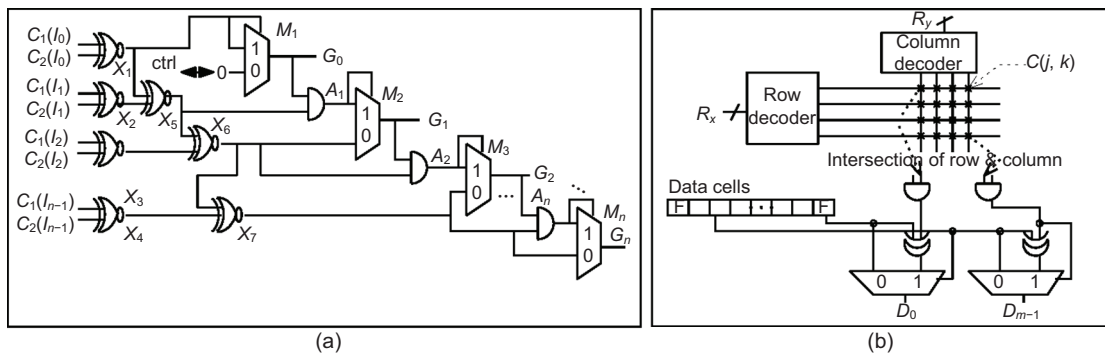 C₁(I₀)
C₂(I₀)
X₁
ctrl
0
1
0
M₁
G₀
C₁(I₁)
C₂(I₁)
X₂
X₅
A₁
1
0
M₂
G₁
C₁(I₂)
C₂(I₂)
X₆
A₂
1
0
M₃
G₂
...
C₁(Iₙ₋₁)
C₂(Iₙ₋₁)
X₃
X₄
X₇
Aₙ
...
1
0
Mₙ
Gₙ
(a)
R_y
Column
decoder
C(j, k)
Rₓ
Row
decoder
Intersection of row & column
Data cells
F
...
F
0 1
0 1
D₀
Dₘ₋₁
(b)